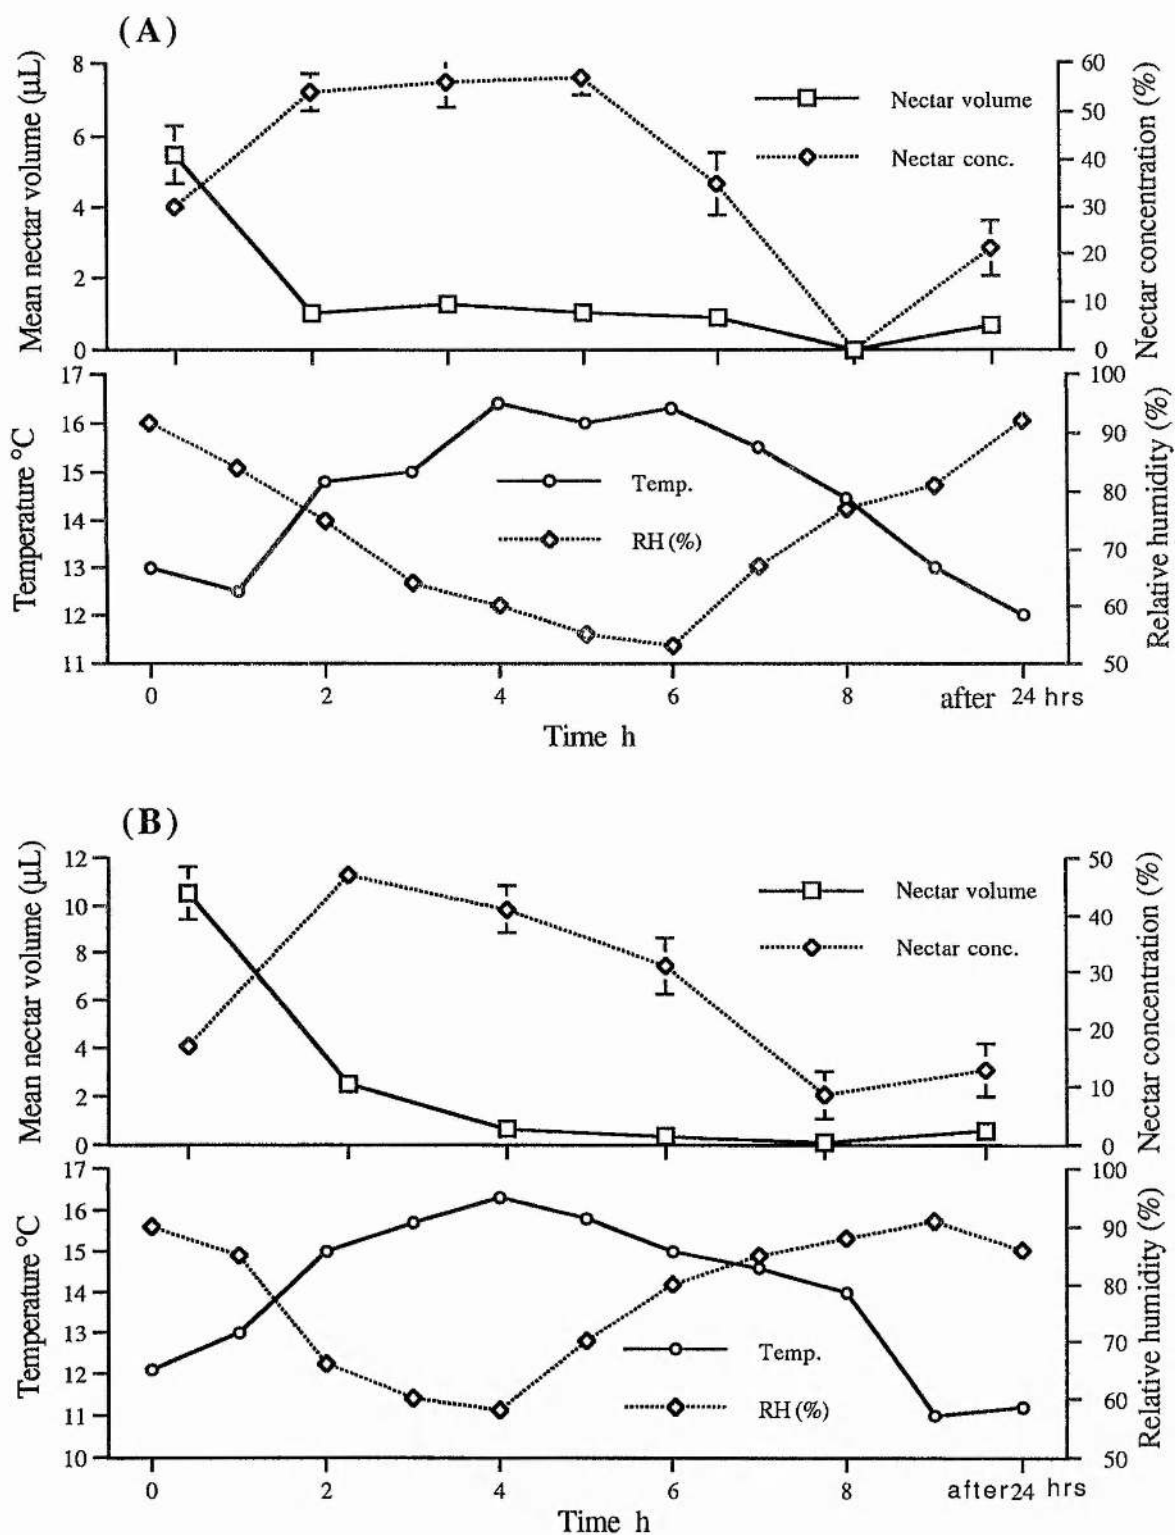 (A)
Mean nectar volume (µL)
8
6
4
2
0
60
50
40
30
20
10
0
Nectar concentration (%)
Nectar volume
Nectar conc.
Temperature °C
17
16
15
14
13
12
11
100
90
80
70
60
50
Relative humidity (%)
Temp.
RH (%)
0 2 4 6 8 after 24 hrs
Time h
(B)
Mean nectar volume (µL)
12
10
8
6
4
2
0
50
40
30
20
10
0
Nectar concentration (%)
Nectar volume
Nectar conc.
Temperature °C
17
16
15
14
13
12
11
10
100
90
80
70
60
50
Relative humidity (%)
Temp.
RH (%)
0 2 4 6 8 after 24 hrs
Time h